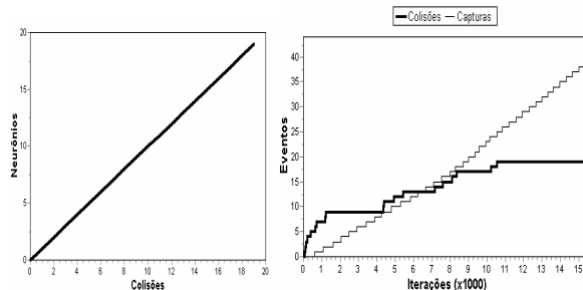 Colisões Capturas
20
15
10
5
0
Neurônios
0 2 4 6 8 10 12 14 16 18 20
Colisões
40
35
30
25
20
15
10
5
0
Eventos
0 1 2 3 4 5 6 7 8 9 10 11 12 13 14 15
Iterações (x1000)